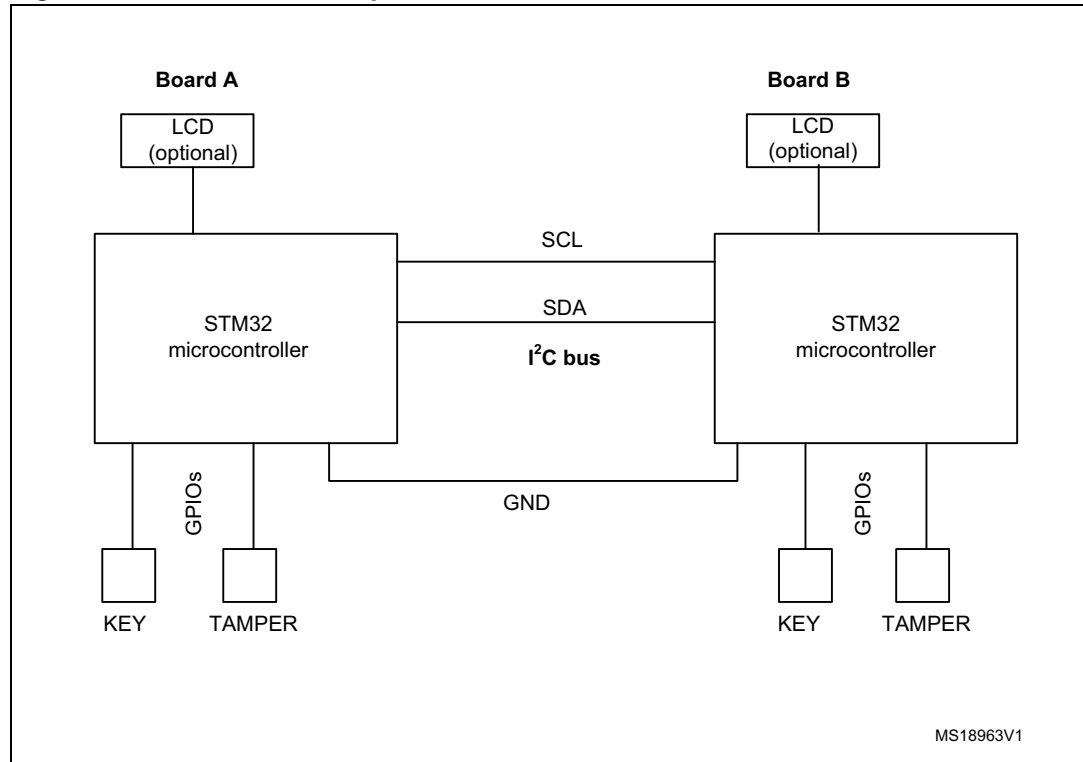 Board A
Board B
LCD
(optional)
LCD
(optional)
SCL
SDA
I²C bus
STM32
microcontroller
STM32
microcontroller
GPIOs
GND
GPIOs
KEY
TAMPER
KEY
TAMPER
MS18963V1